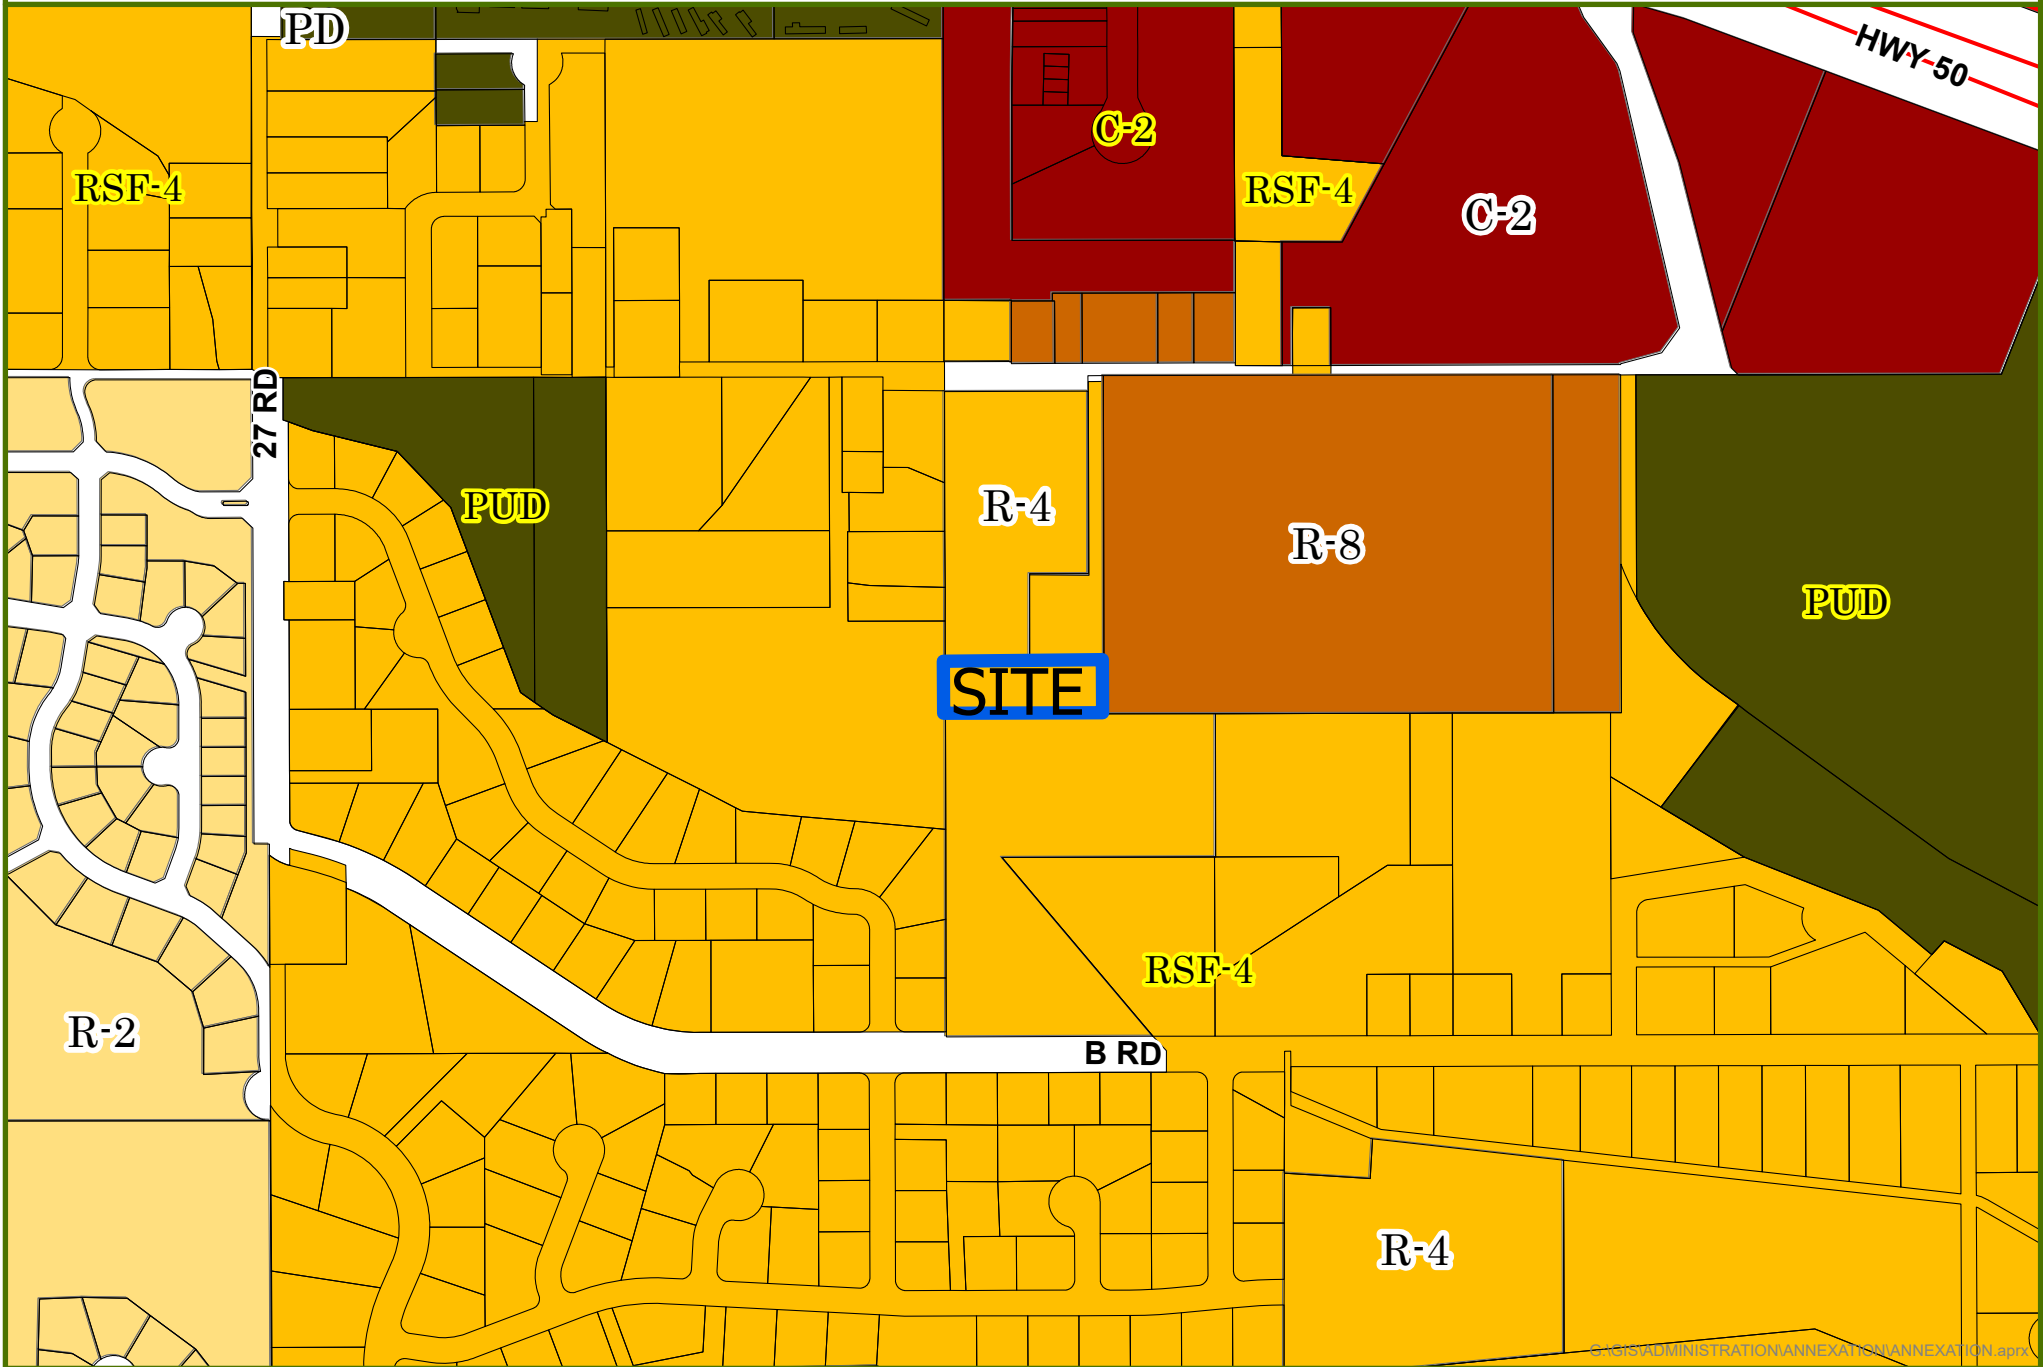 PD
HWY 50
C-2
RSF-4
RSF-4
C-2
27 RD
PUD
R-4
R-8
PUD
SITE
RSF-4
R-2
B RD
R-4
G:\GIS\ADMINISTRATION\ANNEXATION\ANNEXATION.aprx